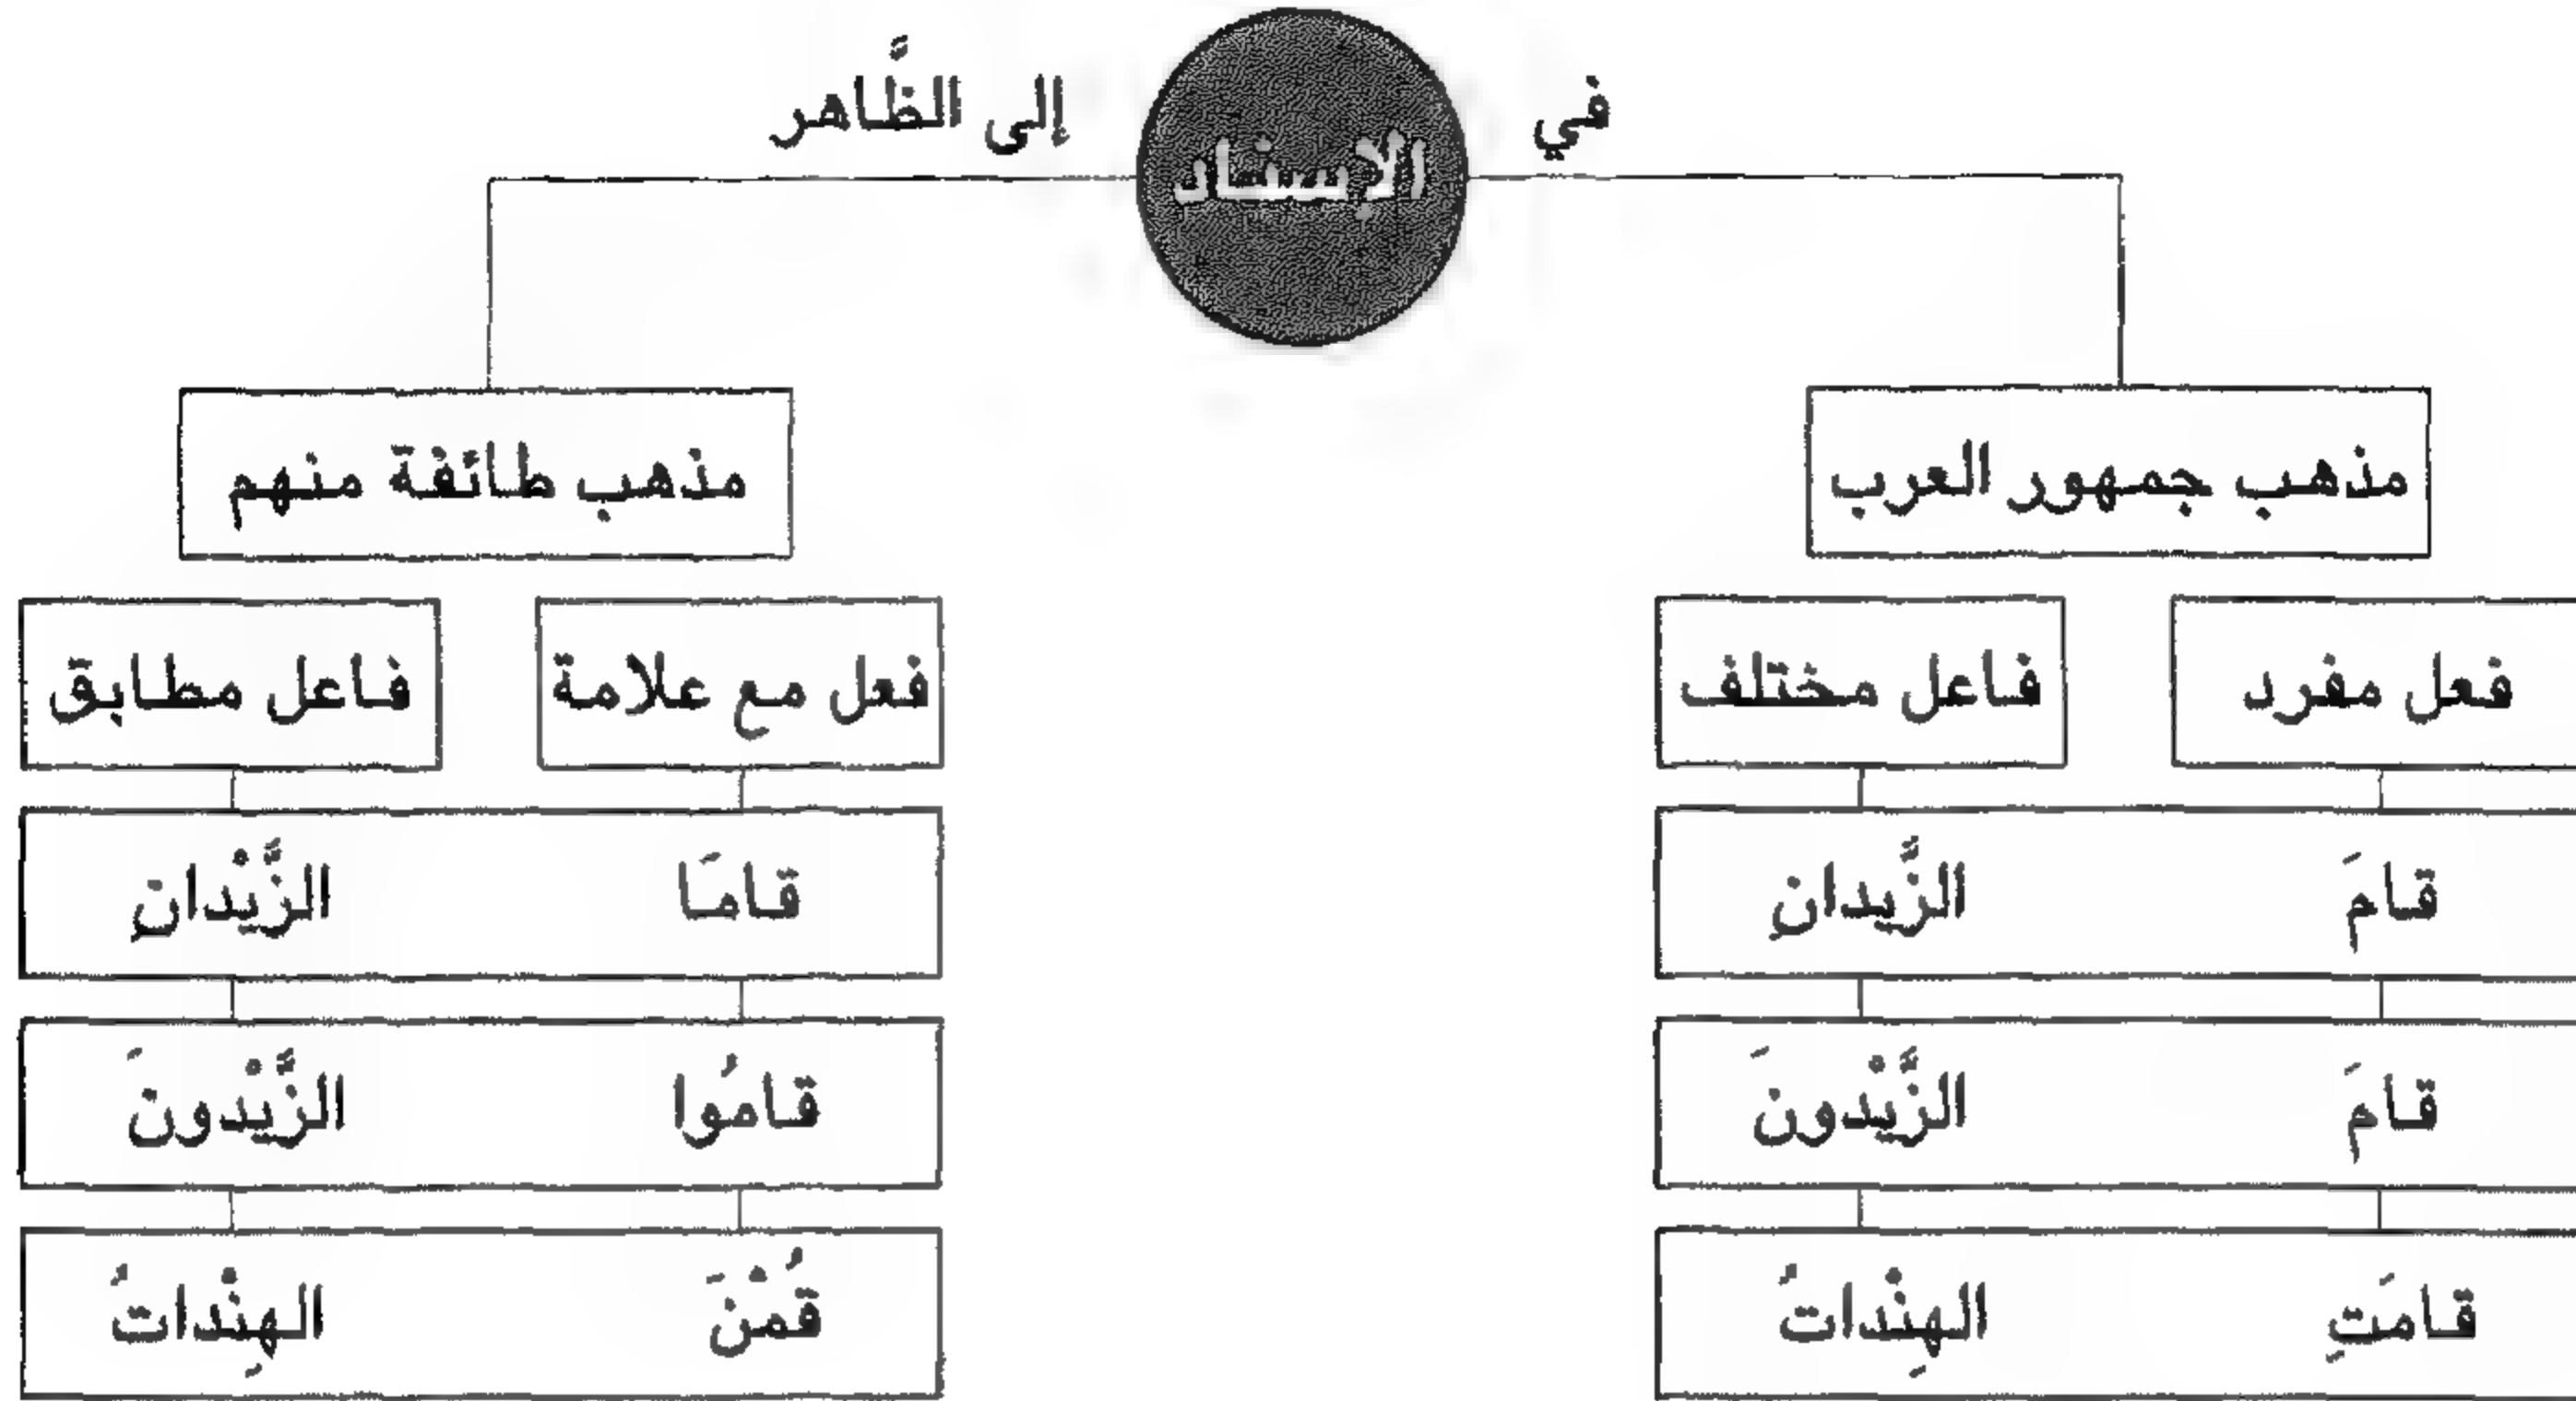 في الإسناد إلى الظَّاهر
مذهب جمهور العرب
مذهب طائفة منهم
فعل مفرد
فاعل مختلف
فعل مع علامة
فاعل مطابق
قامَ الزَّيدانِ
قامَا الزَّيْدانِ
قامَ الزَّيْدونَ
قامُوا الزَّيْدونَ
قامَتِ الهِنْداتُ
قُمْنَ الهِنْداتُ